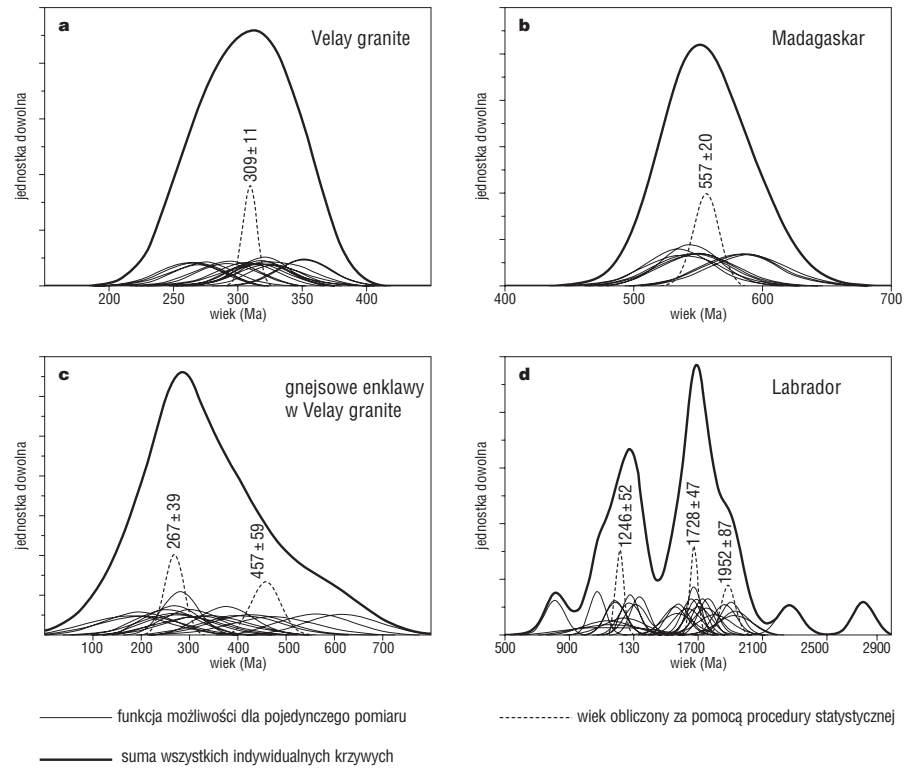 a
Velay granite
jednostka dowolna
309 ± 11
200 250 300 350 400
wiek (Ma)
b
Madagaskar
jednostka dowolna
557 ± 20
400 500 600 700
wiek (Ma)
c
gnejsowe enklawy
w Velay granite
jednostka dowolna
267 ± 39
457 ± 59
100 200 300 400 500 600 700
wiek (Ma)
d
Labrador
jednostka dowolna
1246 ± 52
1728 ± 47
1952 ± 87
500 900 130 1700 2100 2500 2900
wiek (Ma)
funkcja możliwości dla pojedynczego pomiaru
wiek obliczony za pomocą procedury statystycznej
suma wszystkich indywidualnych krzywych